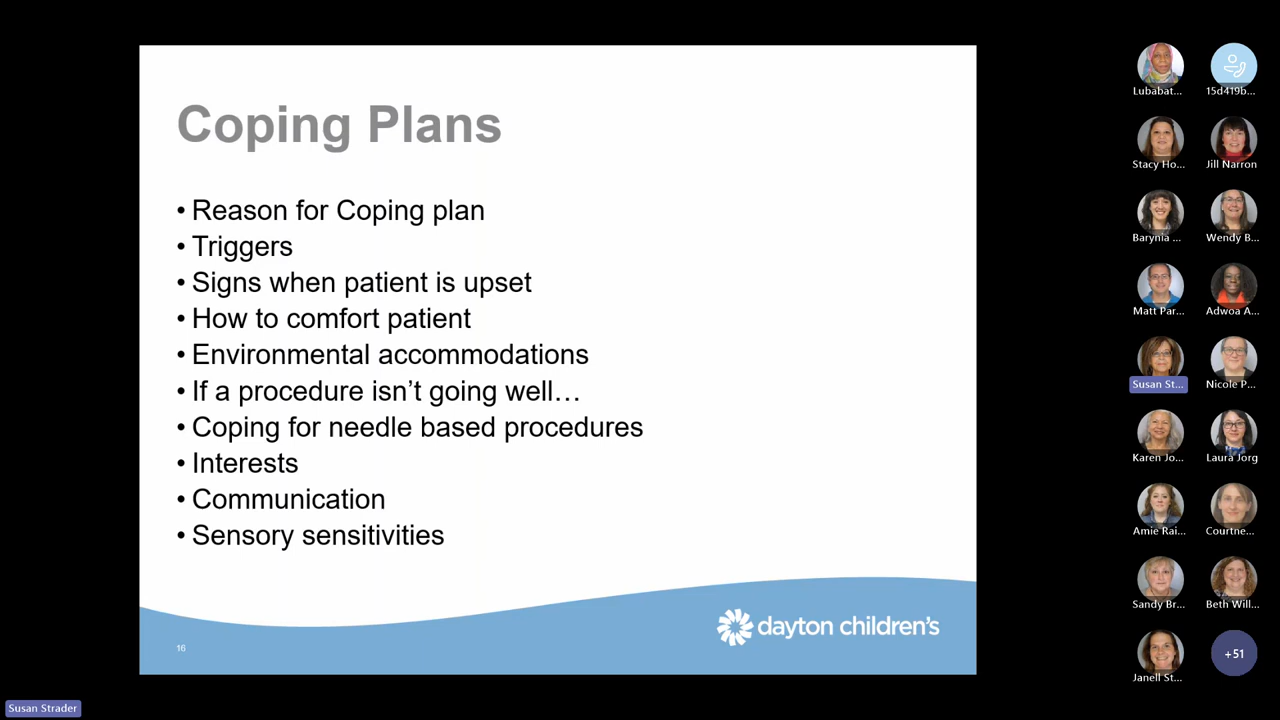 Coping Plans
• Reason for Coping plan
• Triggers
• Signs when patient is upset
• How to comfort patient
• Environmental accommodations
• If a procedure isn’t going well…
• Coping for needle based procedures
• Interests
• Communication
• Sensory sensitivities
16
dayton children's
Lubabat...
15d419b...
Stacy Ho...
Jill Narron
Barynia ...
Wendy B...
Matt Par...
Adwoa A...
Susan St...
Nicole P...
Karen Jo...
Laura Jorg
Amie Rai...
Courtne...
Sandy Br...
Beth Will...
Janell St...
+51
Susan Strader